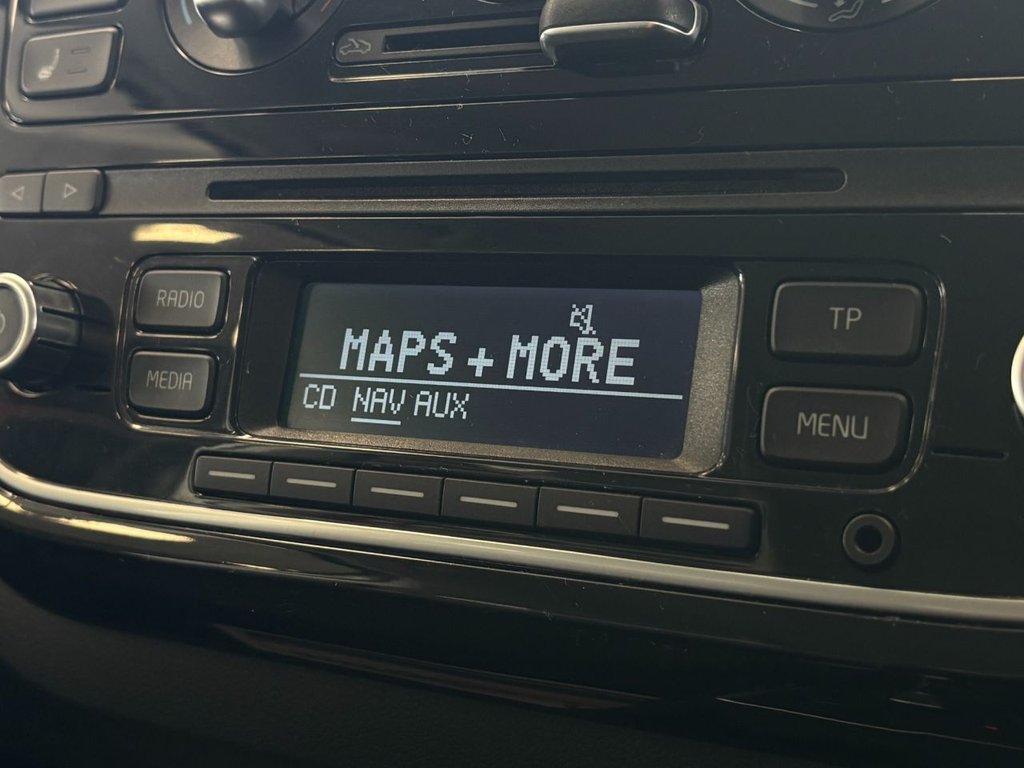 RADIO
MEDIA
MAPS + MORE
CD NAV AUX
TP
MENU